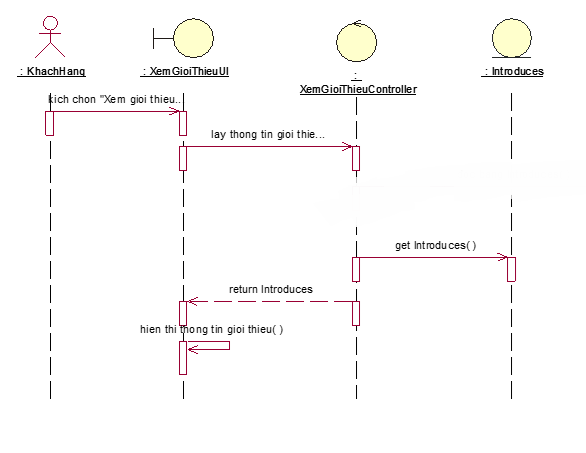 : KhachHang
: XemGioiThieuUI
:
XemGioiThieuController
: Introduces
kich chon "Xem gioi thieu..
lay thong tin gioi thie...
get Introduces( )
return Introduces
hien thi thong tin gioi thieu( )